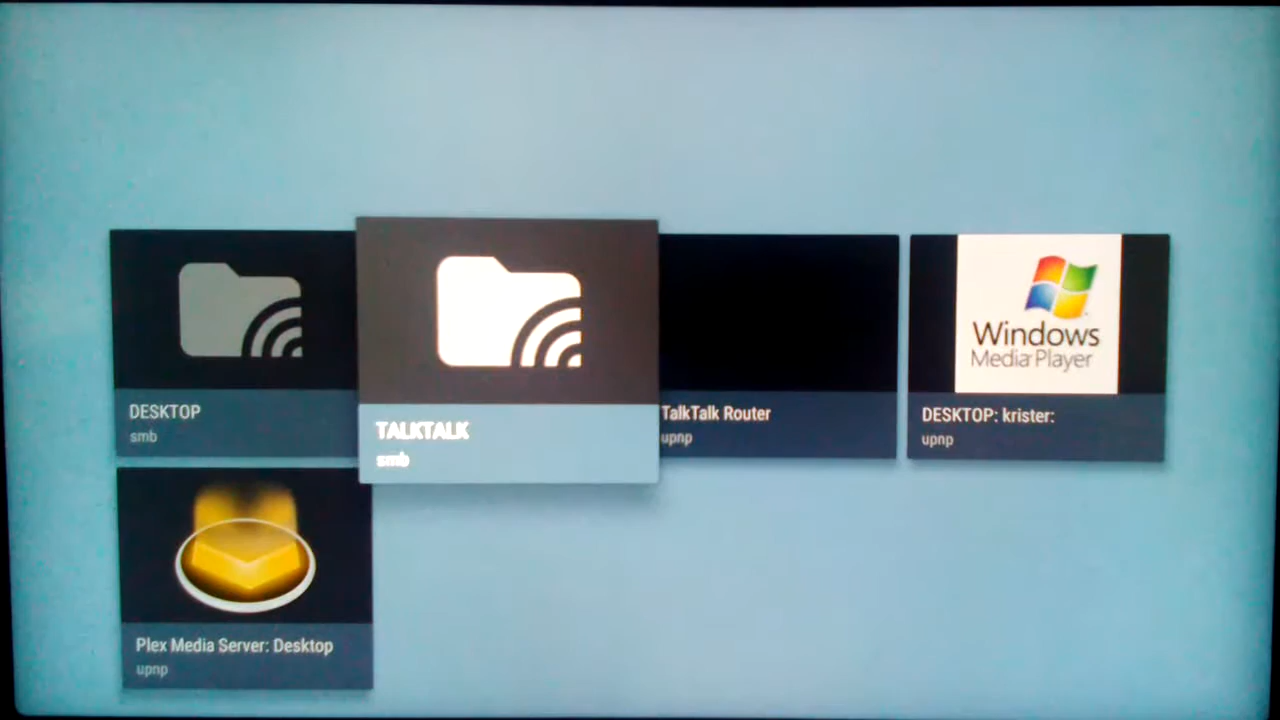 DESKTOP
smb
TALKTALK
smb
TalkTalk Router
upnp
Windows
Media Player
DESKTOP: krister:
upnp
Plex Media Server: Desktop
upnp